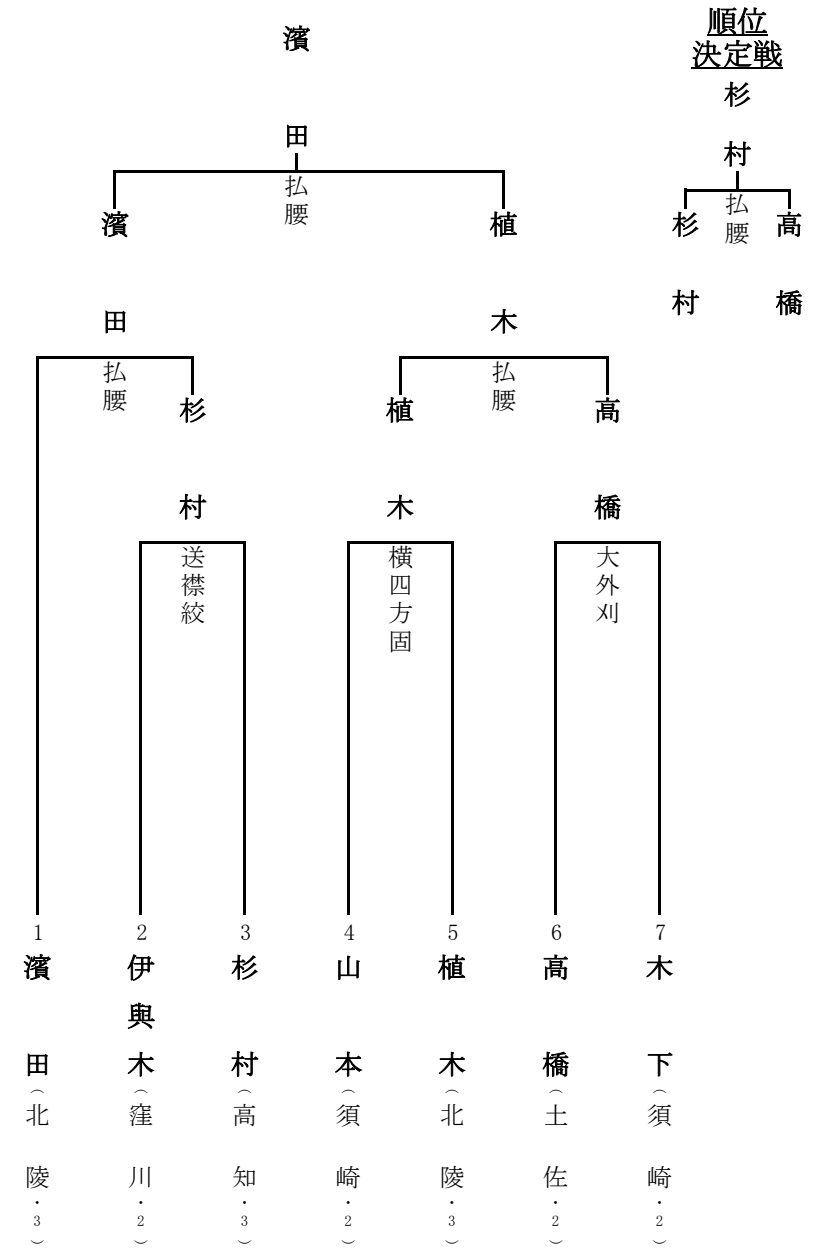 順位
決定戦
濱田
払腰
杉村
払腰
濱田
植木
杉村
高橋
払腰
払腰
杉村
植木
高橋
送襟絞
横四方固
大外刈
1
2
3
4
5
6
7
濱田（北陵・3）
伊與木（窪川・2）
杉村（高知・3）
山本（須崎・2）
植木（北陵・3）
高橋（土佐・2）
木下（須崎・2）